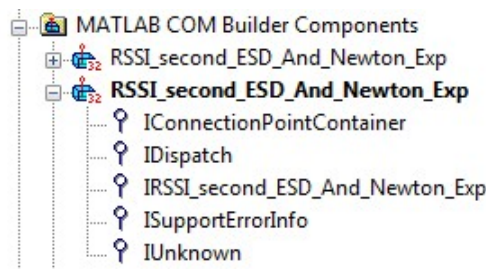 MATLAB COM Builder Components
RSSI_second_ESD_And_Newton_Exp
RSSI_second_ESD_And_Newton_Exp
IConnectionPointContainer
IDispatch
IRSSI_second_ESD_And_Newton_Exp
ISupportErrorInfo
IUnknown